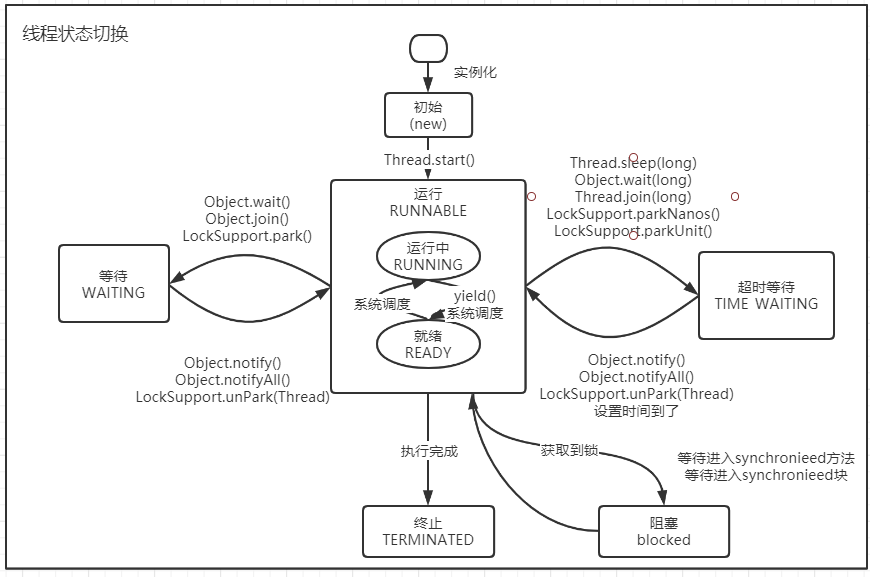 线程状态切换
实例化
初始
(new)
Thread.start()
运行
RUNNABLE
Thread.sleep(long)
Object.wait(long)
Thread.join(long)
LockSupport.parkNanos()
LockSupport.parkUnit()
Object.wait()
Object.join()
LockSupport.park()
运行中
RUNNING
等待
WAITING
超时等待
TIME WAITING
系统调度
yield()
系统调度
就绪
READY
Object.notify()
Object.notifyAll()
LockSupport.unPark(Thread)
Object.notify()
Object.notifyAll()
LockSupport.unPark(Thread)
设置时间到了
执行完成
获取到锁
等待进入synchronieed方法
等待进入synchronieed块
终止
TERMINATED
阻塞
blocked